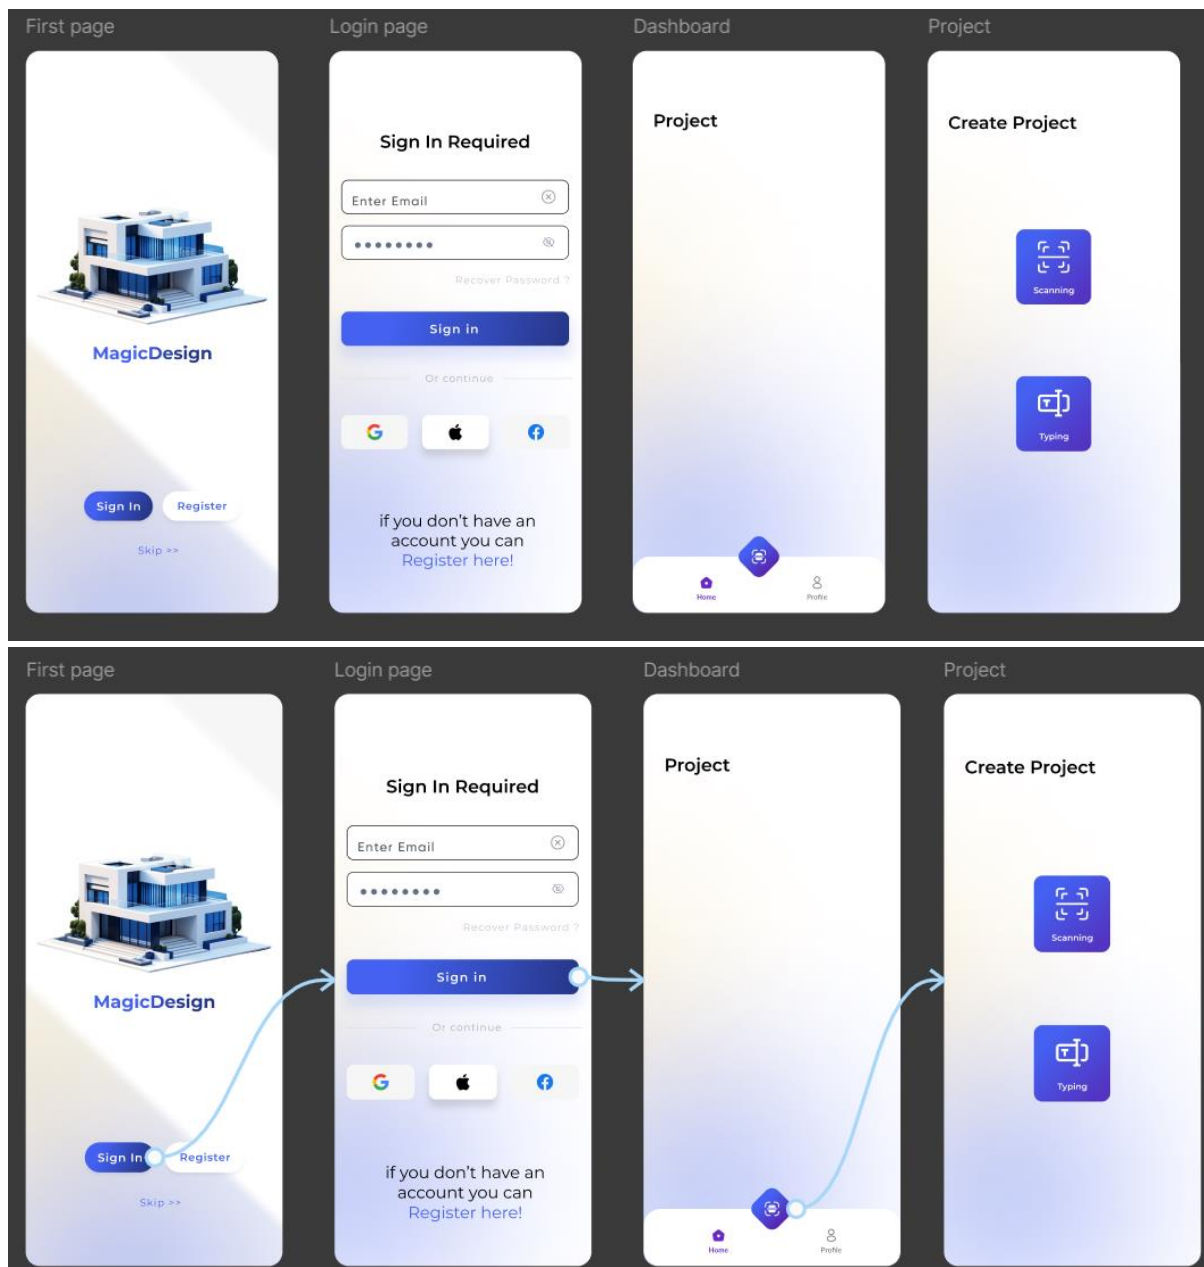 First page
Login page
Dashboard
Project
MagicDesign
Sign In
Register
Skip >>
Sign In Required
Enter Email
Recover Password ?
Sign in
Or continue
if you don't have an
account you can
Register here!
Project
Home
Profile
Create Project
Scanning
T
Typing
First page
Login page
Dashboard
Project
MagicDesign
Sign In
Register
Skip >>
Sign In Required
Enter Email
Recover Password ?
Sign in
Or continue
if you don't have an
account you can
Register here!
Project
Home
Profile
Create Project
Scanning
T
Typing